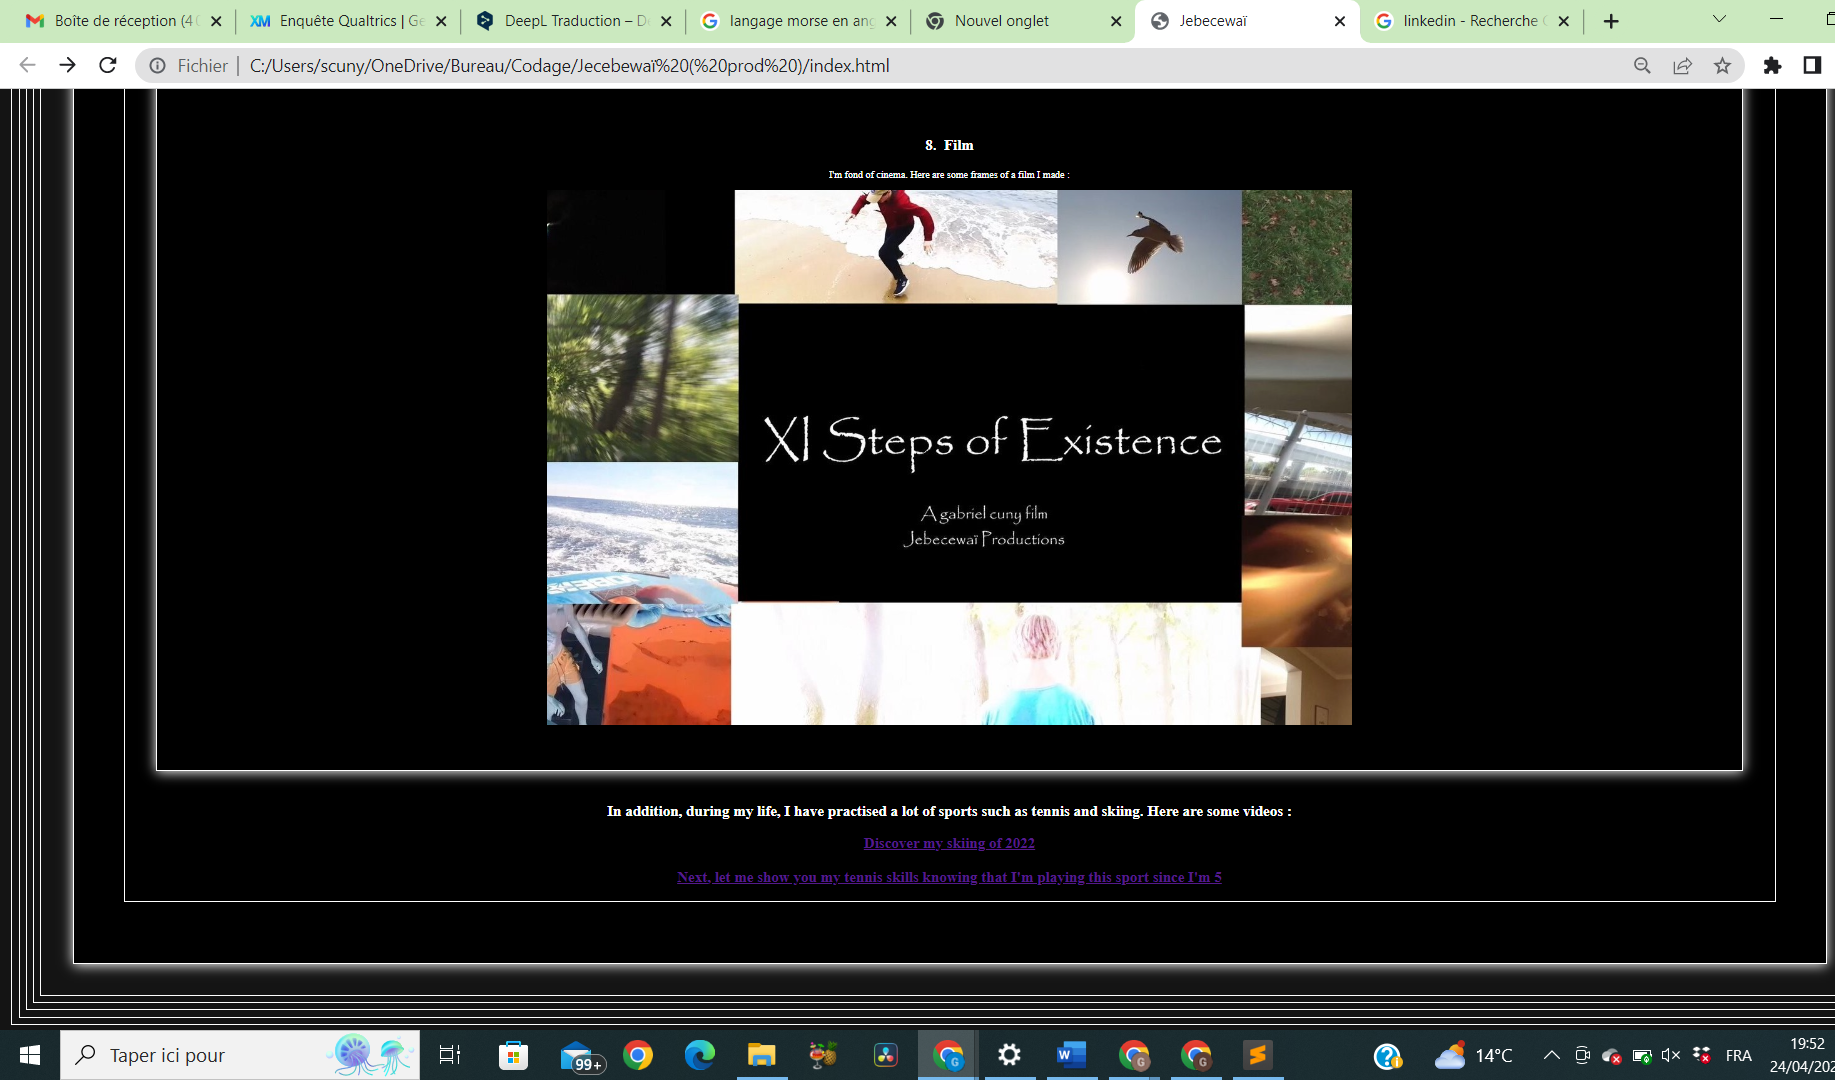 Boîte de réception (4
Enquête Qualtrics | Ge
DeepL Traduction – D
langage morse en ang
Nouvel onglet
Jebecewaï
linkedin - Recherche
Fichier | C:/Users/scuny/OneDrive/Bureau/Codage/Jecebewaï%20(%20prod%20)/index.html
8. Film
I'm fond of cinema. Here are some frames of a film I made :
XI Steps of Existence
A gabriel cuny film
Jebecewaï Productions
In addition, during my life, I have practised a lot of sports such as tennis and skiing. Here are some videos :
Discover my skiing of 2022
Next, let me show you my tennis skills knowing that I'm playing this sport since I'm 5
Taper ici pour
99+
14°C
FRA
19:52
24/04/202